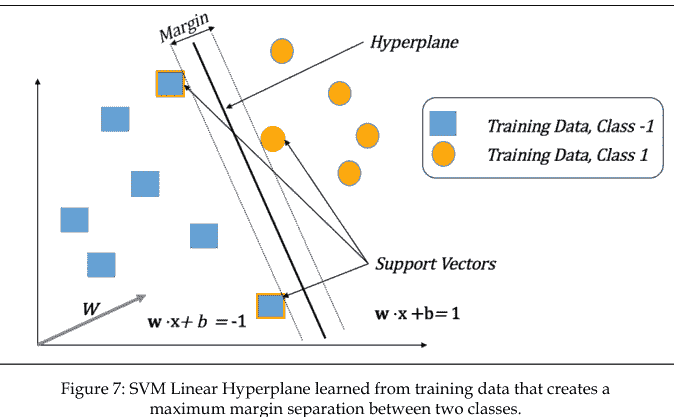 Margin
Hyperplane
Training Data, Class -1
Training Data, Class 1
Support Vectors
W
w ·x+ b = -1
w ·x +b= 1
Figure 7: SVM Linear Hyperplane learned from training data that creates a
maximum margin separation between two classes.